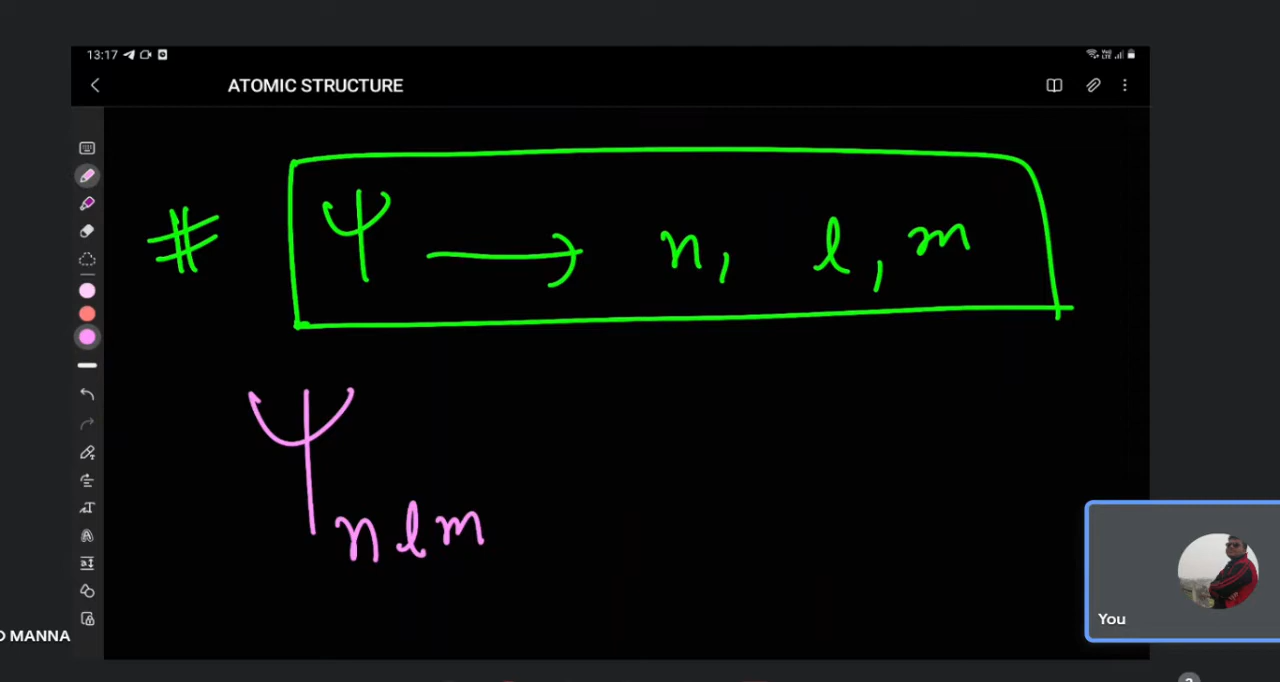 13:17
ATOMIC STRUCTURE
# ψ → n, l, m
ψnlm
You
MANNA